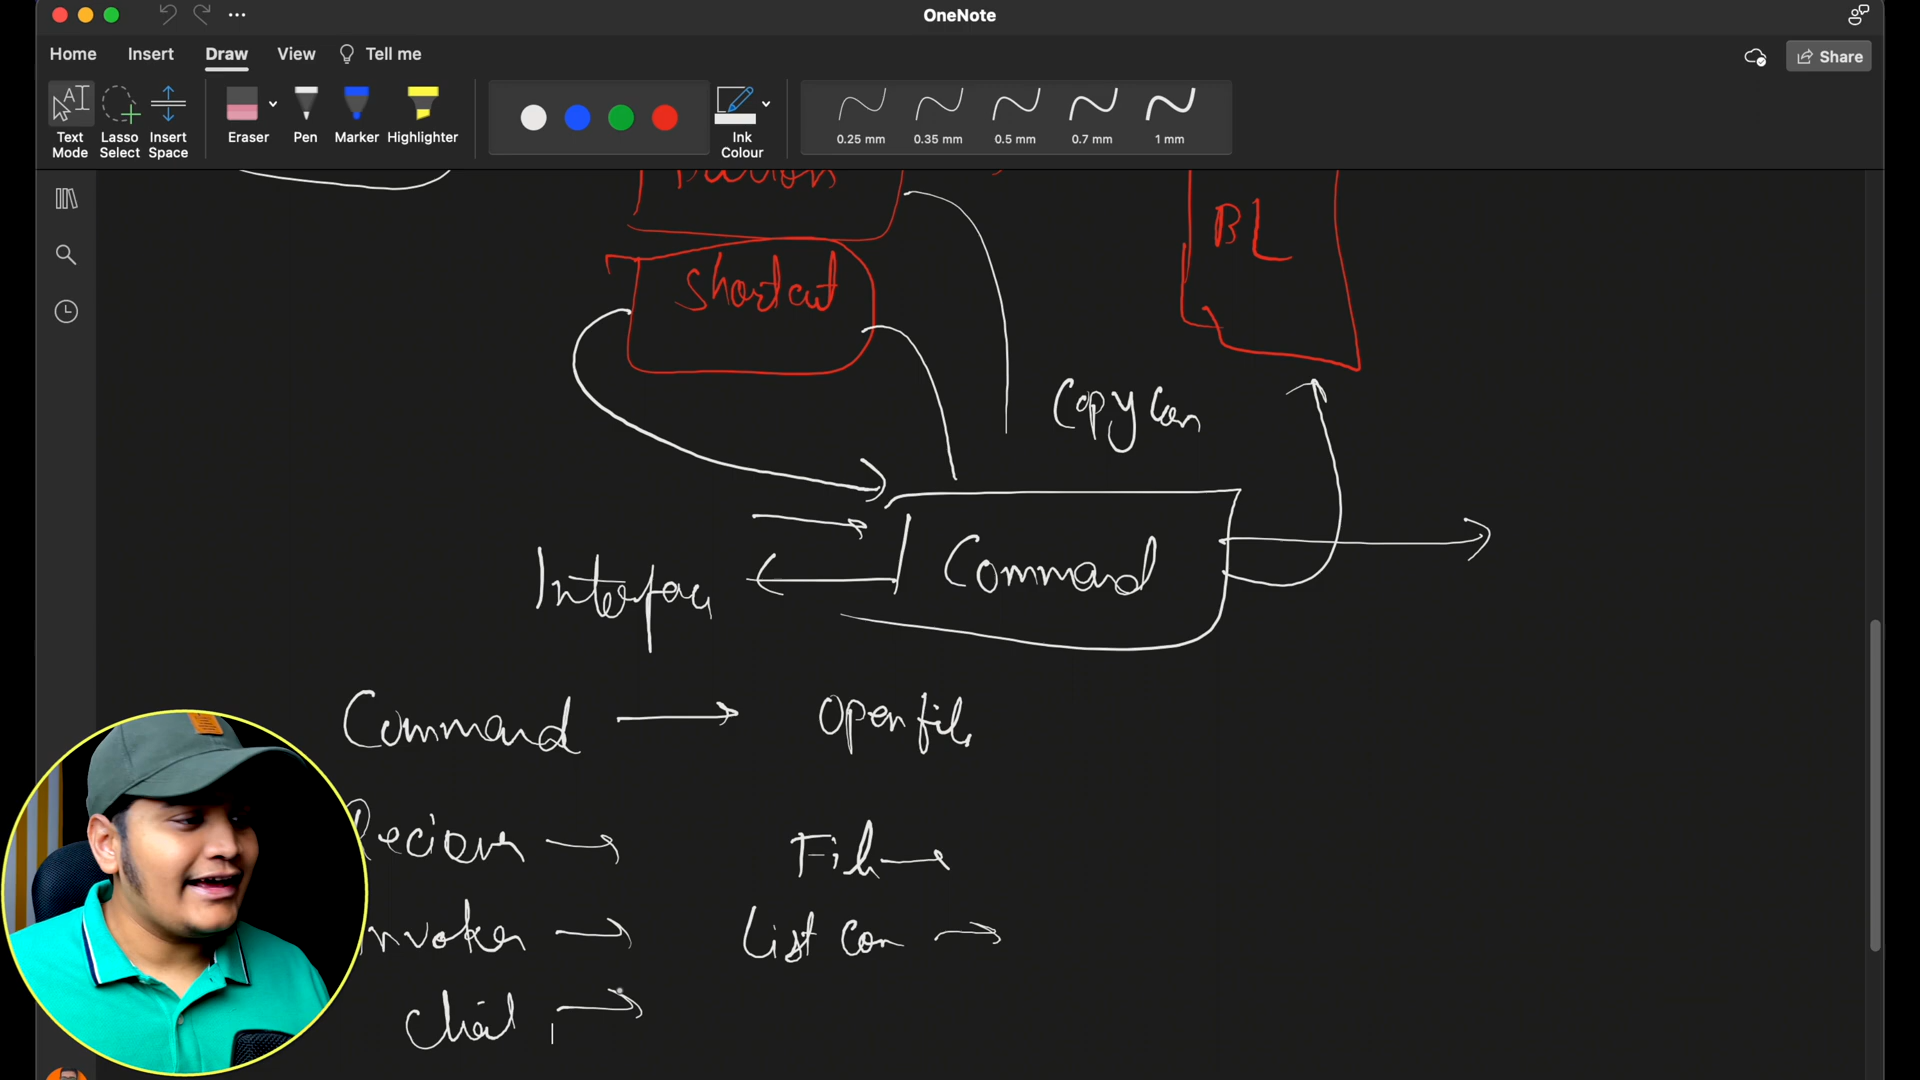 OneNote
Home Insert Draw View Tell me
Share
Text Mode
Lasso Select
Insert Space
Eraser
Pen
Marker
Highlighter
Ink Colour
0.25 mm
0.35 mm
0.5 mm
0.7 mm
1 mm
BL
Shortcut
Copy Con
Command
Interfac
Command → Open file
→ File →
Invoker → List Con →
Client →